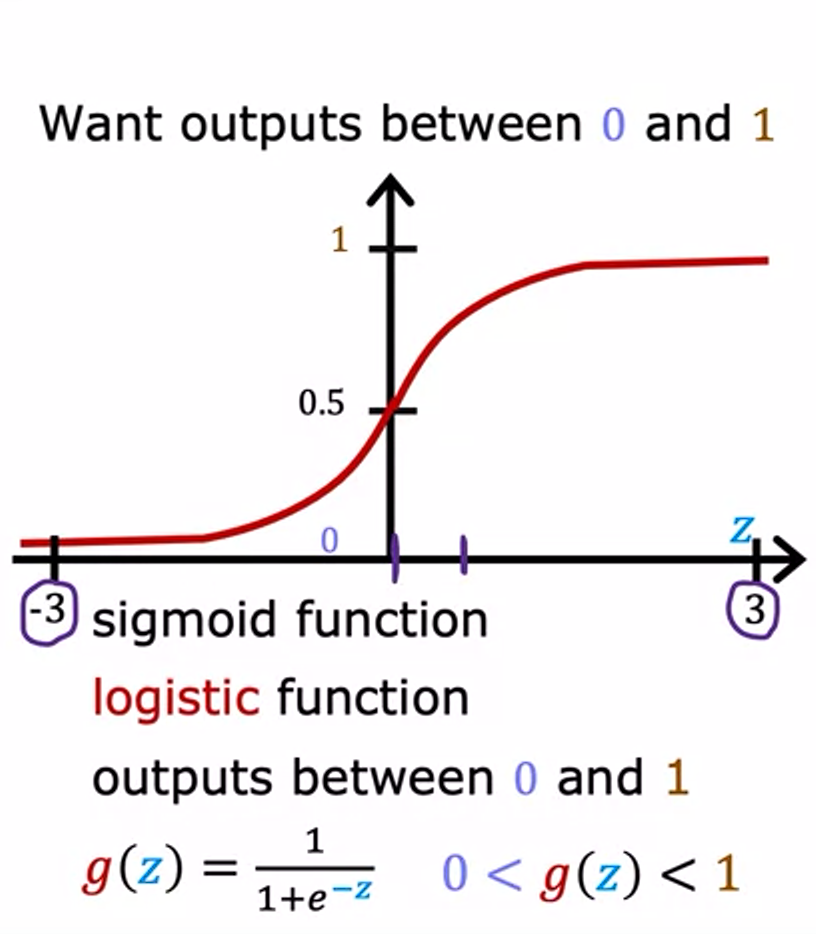 Want outputs between 0 and 1
1
0.5
0
z
-3
3
sigmoid function
logistic function
outputs between 0 and 1
g(z) = 1/(1+e^{-z})    0 < g(z) < 1